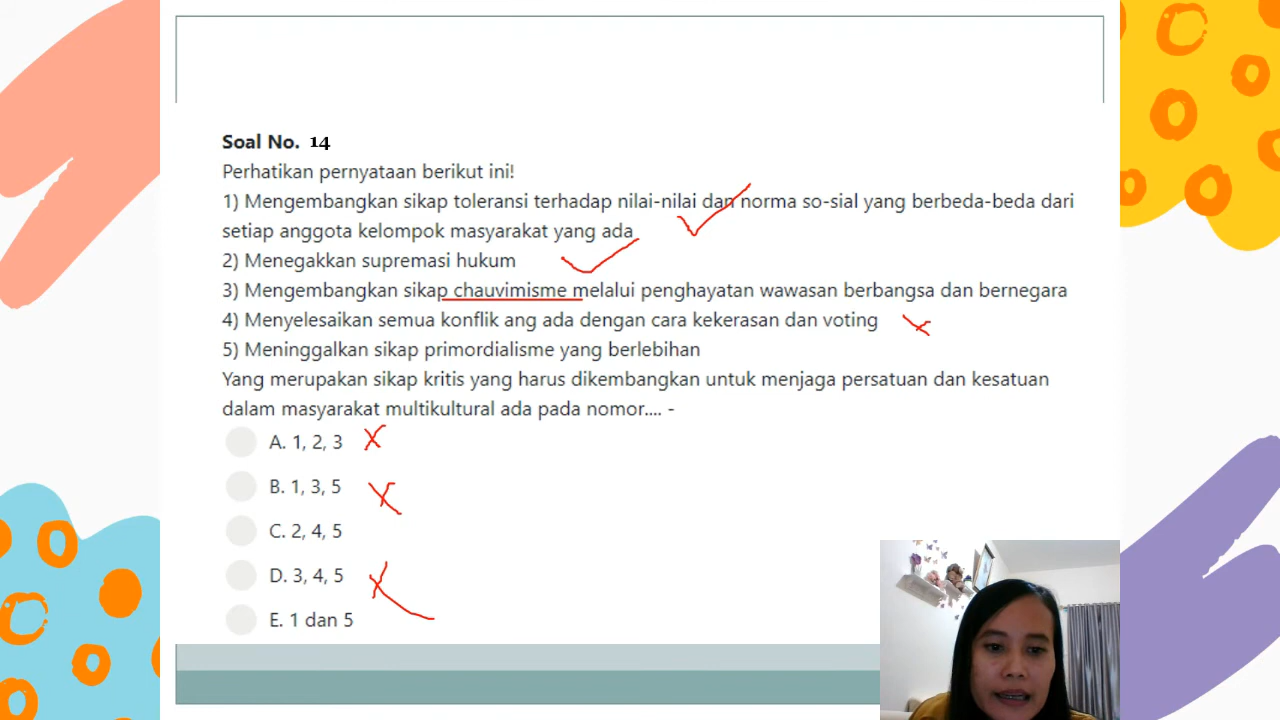 Soal No. 14
Perhatikan pernyataan berikut ini!
1) Mengembangkan sikap toleransi terhadap nilai-nilai dan norma so-sial yang berbeda-beda dari
setiap anggota kelompok masyarakat yang ada
2) Menegakkan supremasi hukum
3) Mengembangkan sikap chauvimisme melalui penghayatan wawasan berbangsa dan bernegara
4) Menyelesaikan semua konflik ang ada dengan cara kekerasan dan voting
5) Meninggalkan sikap primordialisme yang berlebihan
Yang merupakan sikap kritis yang harus dikembangkan untuk menjaga persatuan dan kesatuan
dalam masyarakat multikultural ada pada nomor.... -
A. 1, 2, 3
B. 1, 3, 5
C. 2, 4, 5
D. 3, 4, 5
E. 1 dan 5